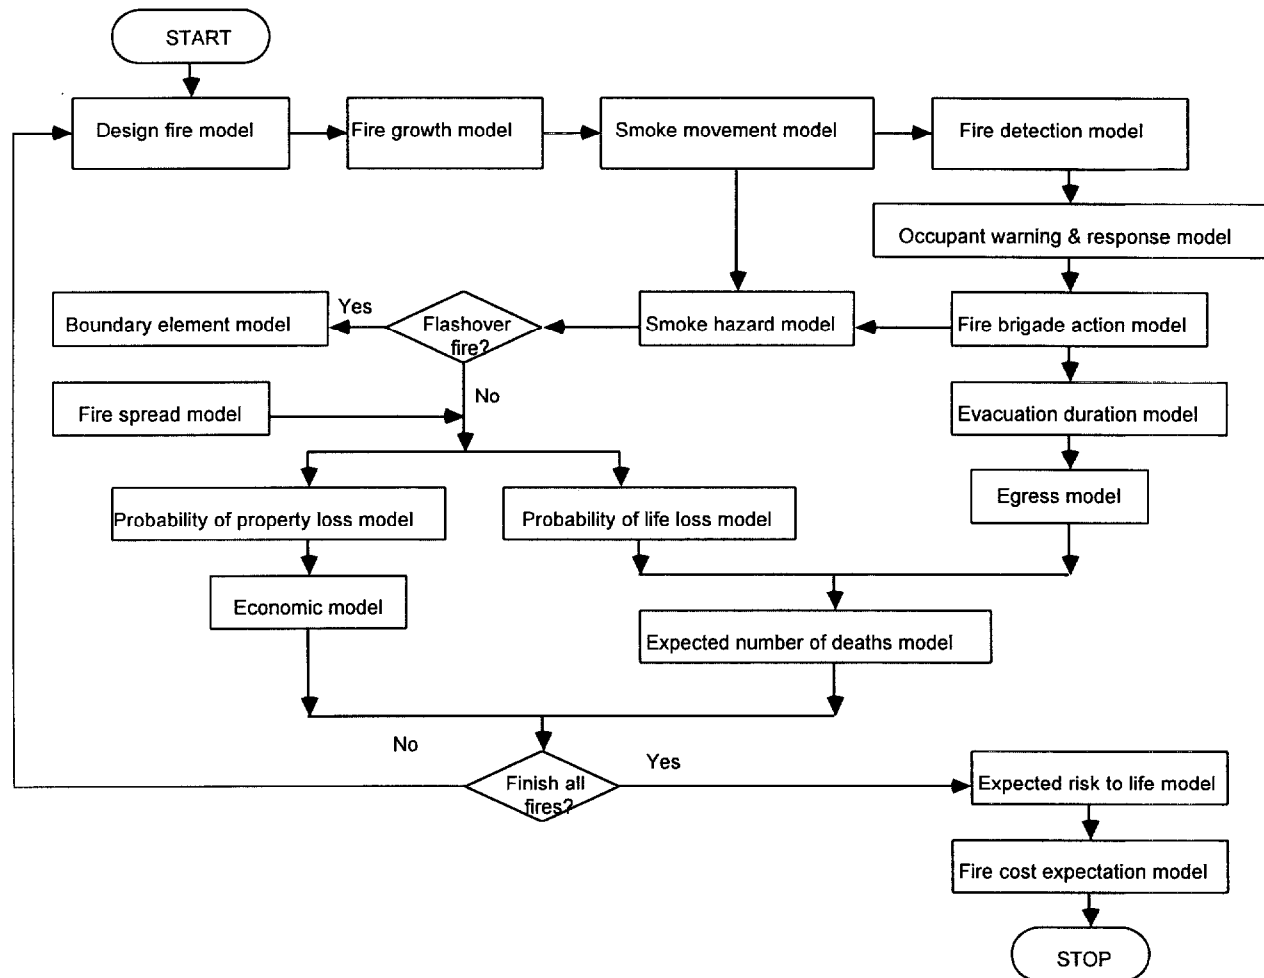 START
Design fire model
Fire growth model
Smoke movement model
Fire detection model
Occupant warning & response model
Boundary element model
Yes
Flashover
fire?
Smoke hazard model
Fire brigade action model
No
Fire spread model
Evacuation duration model
Egress model
Probability of property loss model
Probability of life loss model
Economic model
Expected number of deaths model
No
Yes
Finish all
fires?
Expected risk to life model
Fire cost expectation model
STOP